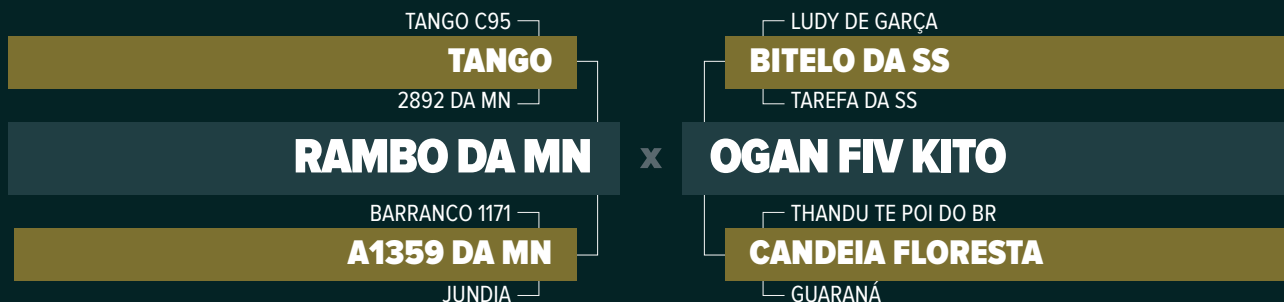 TANGO C95
TANGO
2892 DA MN
RAMBO DA MN
BARRANCO 1171
A1359 DA MN
JUNDIA
x
LUDY DE GARÇA
BITELO DA SS
TAREFA DA SS
OGAN FIV KITO
THANDU TE POI DO BR
CANDEIA FLORESTA
GUARANÁ